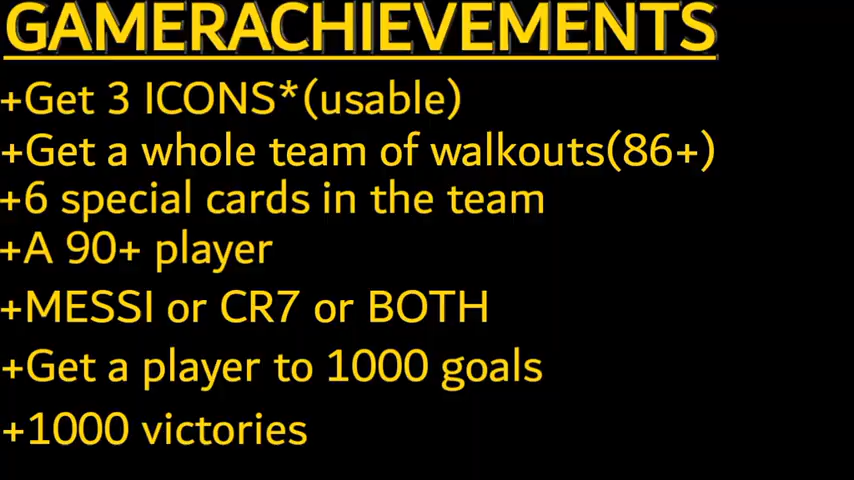 GAMERACHIEVEMENTS
+Get 3 ICONS*(usable)
+Get a whole team of walkouts(86+)
+6 special cards in the team
+A 90+ player
+MESSI or CR7 or BOTH
+Get a player to 1000 goals
+1000 victories